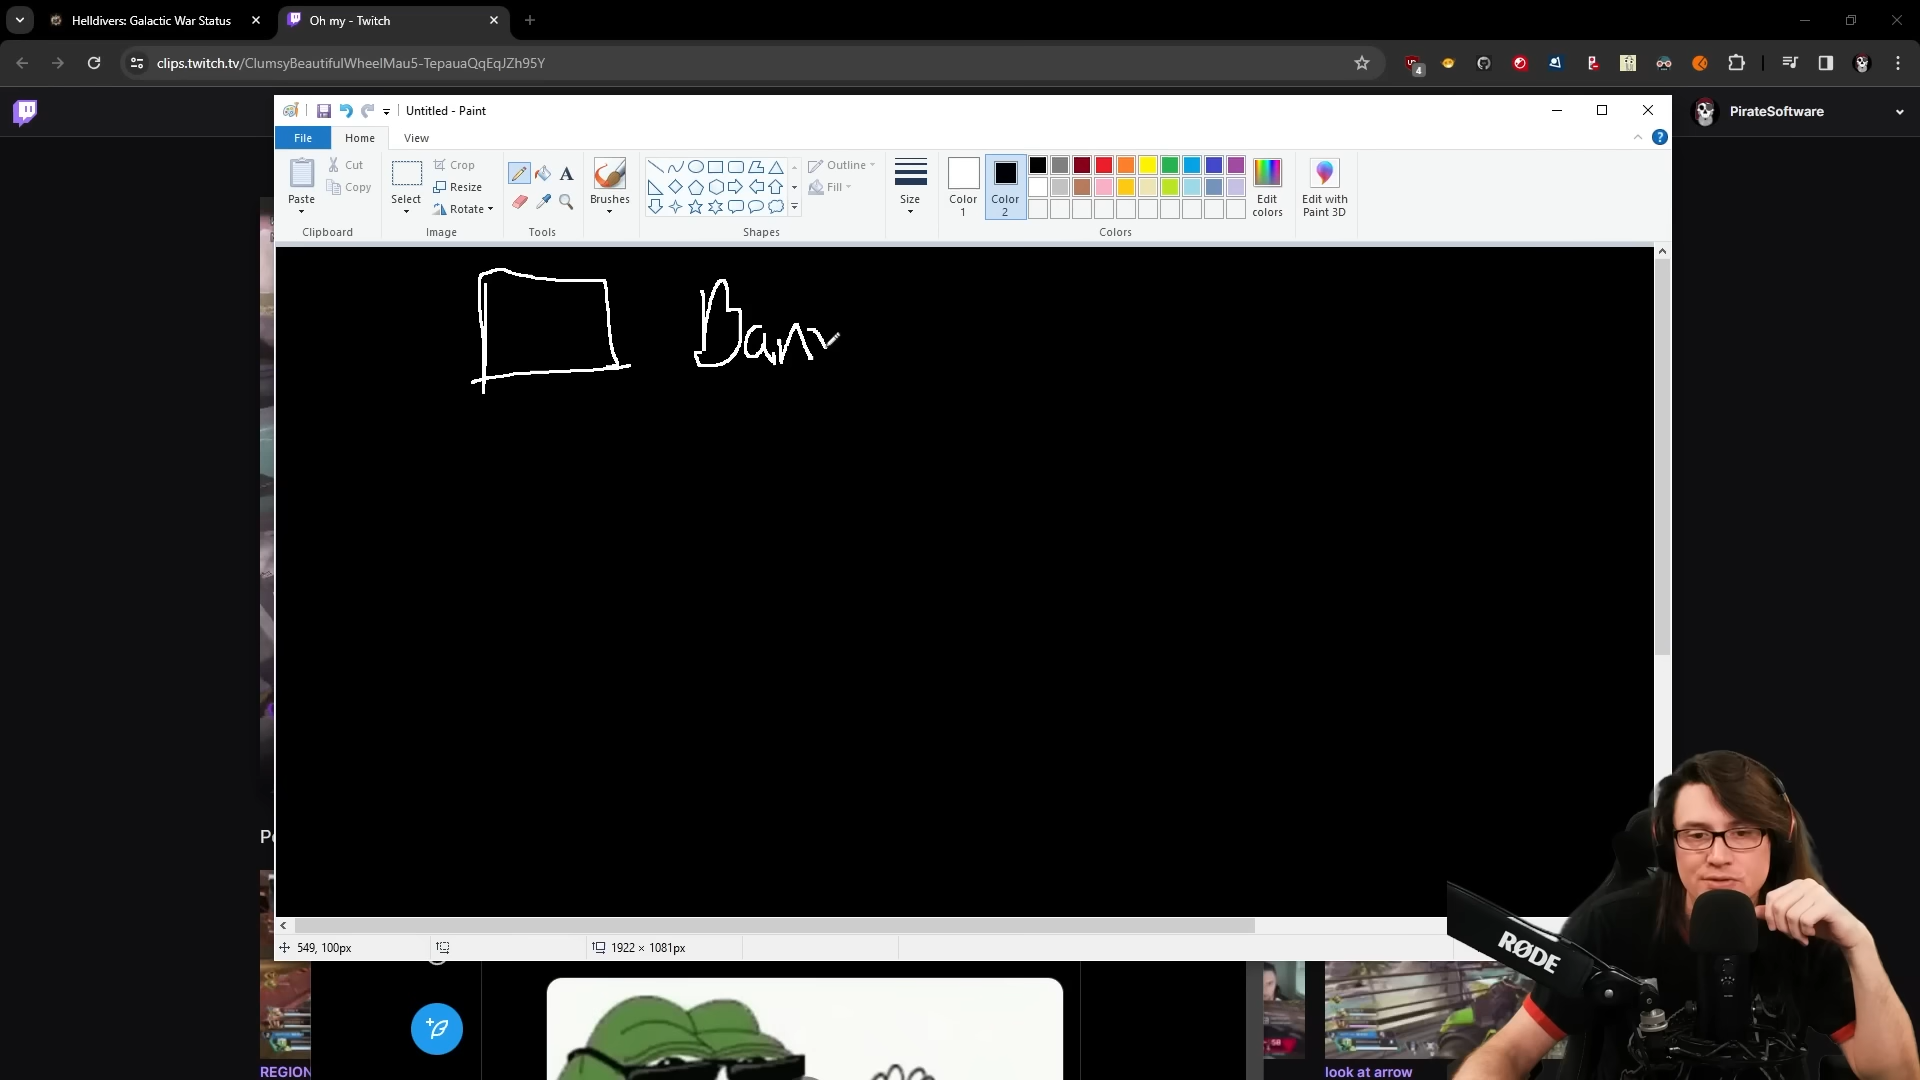 Helldivers: Galactic War Status
Oh my - Twitch
clips.twitch.tv/ClumsyBeautifulWheelMau5-TepauaQqEqJZh95Y
4
Untitled - Paint
PirateSoftware
File Home View
Cut
Copy
Paste
Clipboard
Select
Crop
Resize
Rotate
Image
Tools
Brushes
Outline
Fill
Shapes
Size
Color 1
Color 2
Edit colors
Colors
Edit with Paint 3D
Ban
549, 100px
1922 × 1081px
RØDE
REGION
look at arrow